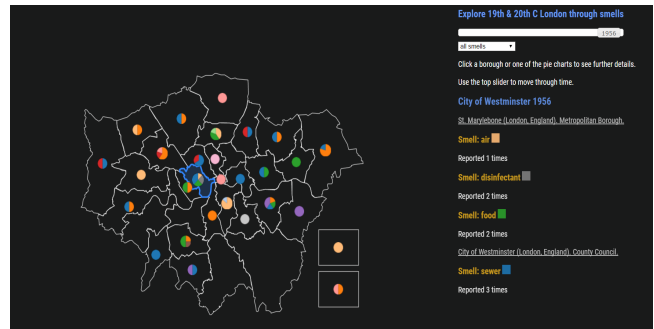 Explore 19th & 20th C London through smells
1956
all smells
Click a borough or one of the pie charts to see further details.
Use the top slider to move through time.
City of Westminster 1956
St. Marylebone (London, England). Metropolitan Borough.
Smell: air
Reported 1 times
Smell: disinfectant
Reported 2 times
Smell: food
Reported 2 times
City of Westminster (London, England). County Council.
Smell: sewer
Reported 3 times